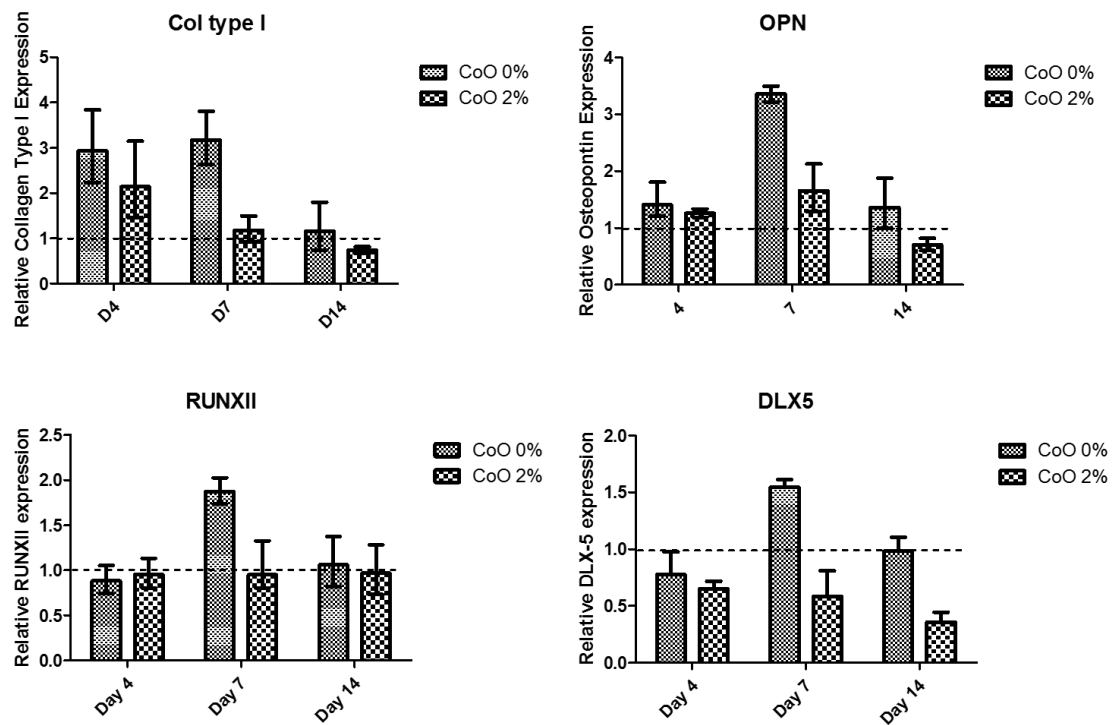 Col type I
Relative Collagen Type I Expression
5
4
3
2
1
0
D4
D7
D14
CoO 0%
CoO 2%
OPN
Relative Osteopontin Expression
4
3
2
1
0
4
7
14
CoO 0%
CoO 2%
RUNXII
Relative RUNXII expression
2.5
2.0
1.5
1.0
0.5
0.0
Day 4
Day 7
Day 14
CoO 0%
CoO 2%
DLX5
Relative DLX-5 expression
2.0
1.5
1.0
0.5
0.0
Day 4
Day 7
Day 14
CoO 0%
CoO 2%